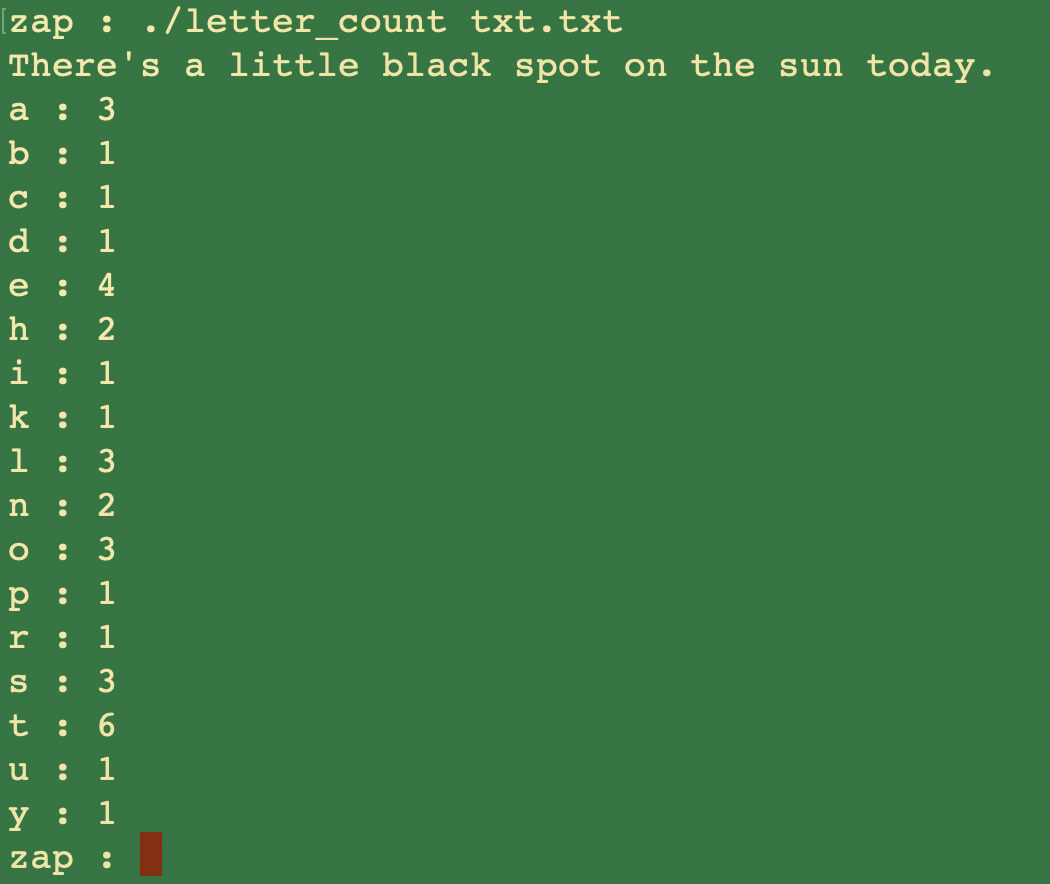 zap : ./letter_count txt.txt
There's a little black spot on the sun today.
a : 3
b : 1
c : 1
d : 1
e : 4
h : 2
i : 1
k : 1
l : 3
n : 2
o : 3
p : 1
r : 1
s : 3
t : 6
u : 1
y : 1
zap :